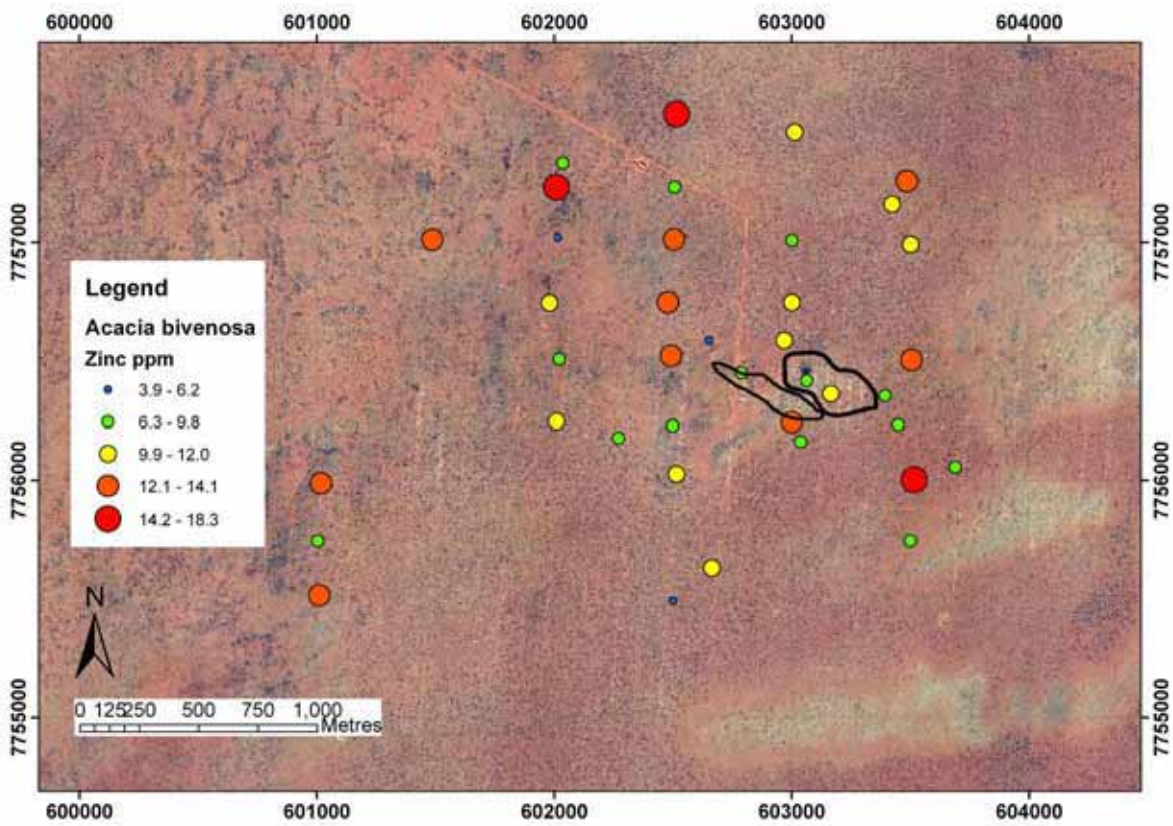 600000 601000 602000 603000 604000
7757000 7757000
Legend
Acacia bivenosa
Zinc ppm
3.9 - 6.2
6.3 - 9.8
9.9 - 12.0
12.1 - 14.1
14.2 - 18.3
7756000 7756000
N
0 125 250 500 750 1,000
Metres
7755000 7755000
600000 601000 602000 603000 604000